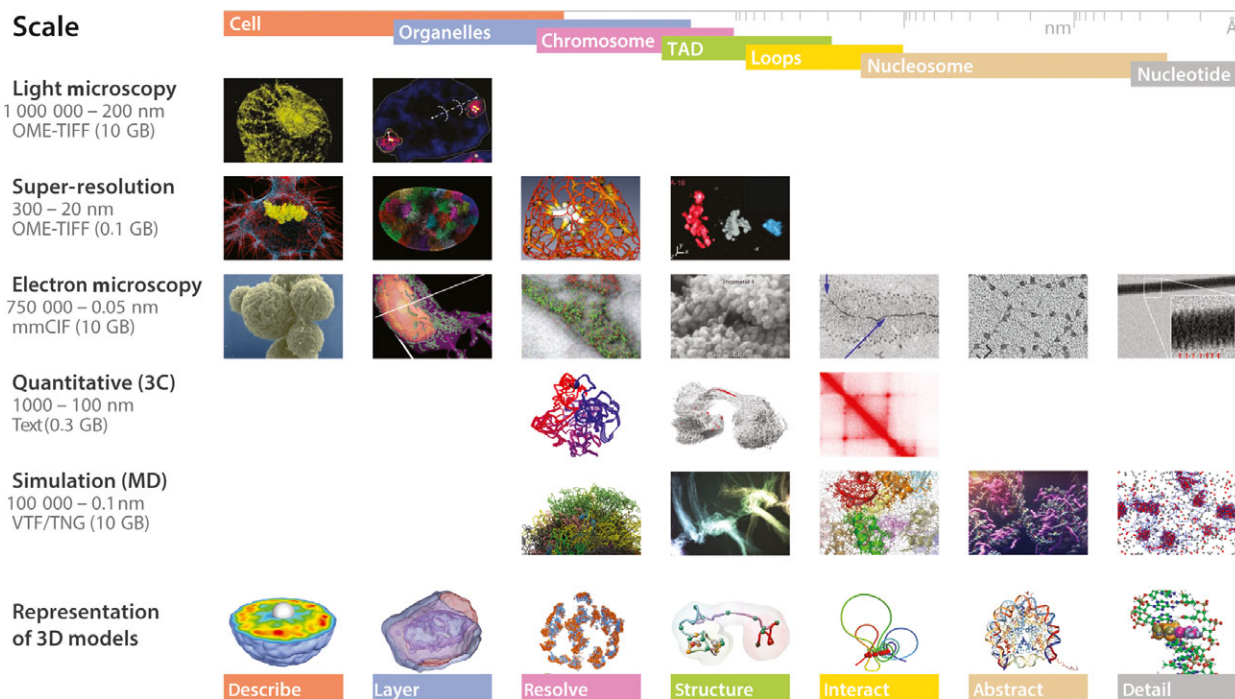 Scale
Cell
Organelles
Chromosome
TAD
Loops
Nucleosome
Nucleotide
nm
Å
Light microscopy
1 000 000 – 200 nm
OME-TIFF (10 GB)
Super-resolution
300 – 20 nm
OME-TIFF (0.1 GB)
A-16
Electron microscopy
750 000 – 0.05 nm
mmCIF (10 GB)
Quantitative (3C)
1000 – 100 nm
Text (0.3 GB)
Simulation (MD)
100 000 – 0.1 nm
VTF/TNG (10 GB)
Representation
of 3D models
Describe
Layer
Resolve
Structure
Interact
Abstract
Detail